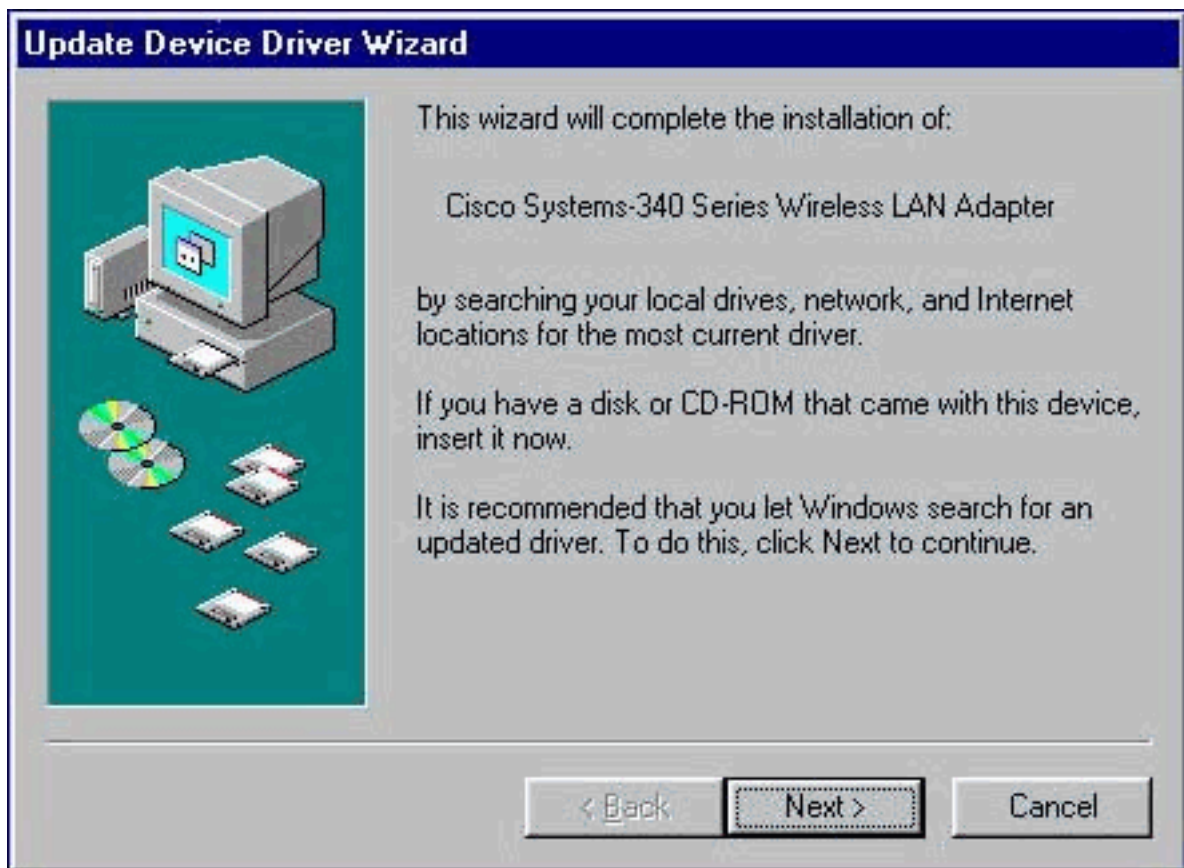 Update Device Driver Wizard
This wizard will complete the installation of:
Cisco Systems-340 Series Wireless LAN Adapter
by searching your local drives, network, and Internet
locations for the most current driver.
If you have a disk or CD-ROM that came with this device,
insert it now.
It is recommended that you let Windows search for an
updated driver. To do this, click Next to continue.
< Back
Next >
Cancel